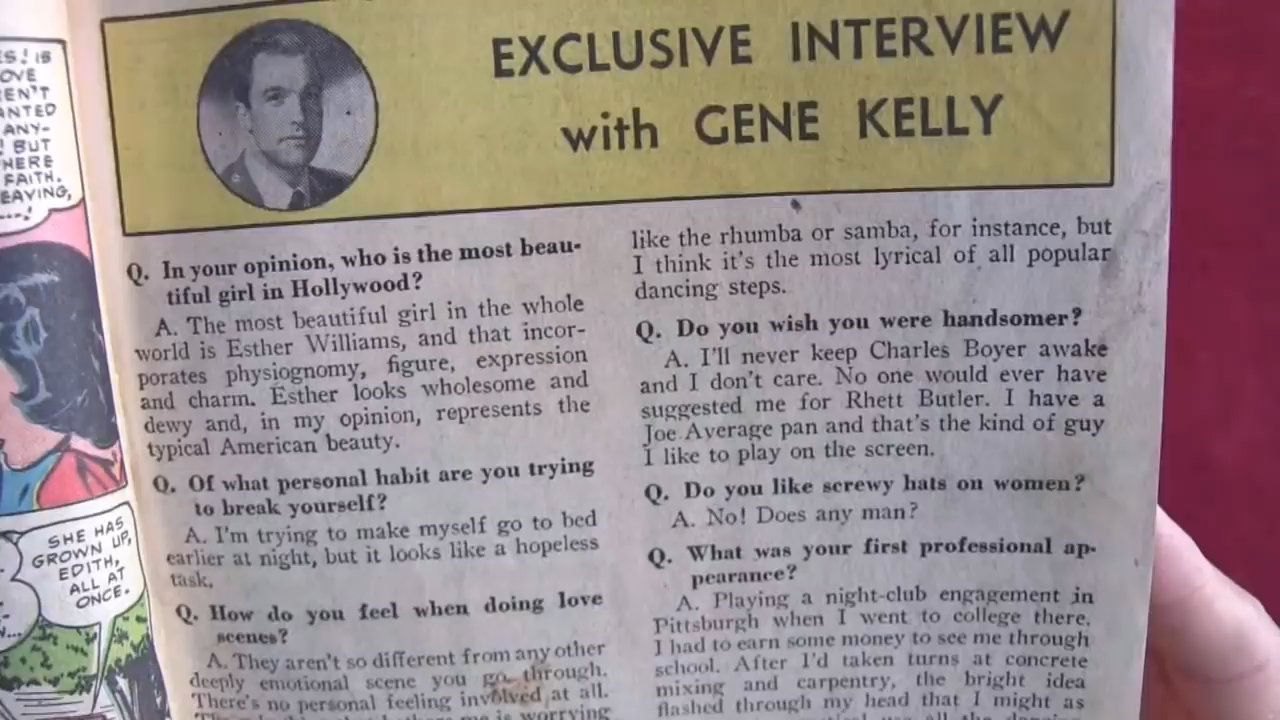 S! IS
OVE
EN'T
ANTED
ANY-
! BUT
HERE
FAITH.
EAVING,
---!
SHE HAS
GROWN UP,
EDITH,
ALL AT
ONCE.
EXCLUSIVE INTERVIEW
with GENE KELLY
Q. In your opinion, who is the most beau-
tiful girl in Hollywood?
A. The most beautiful girl in the whole
world is Esther Williams, and that incor-
porates physiognomy, figure, expression
and charm. Esther looks wholesome and
dewy and, in my opinion, represents the
typical American beauty.
Q. Of what personal habit are you trying
to break yourself?
A. I'm trying to make myself go to bed
earlier at night, but it looks like a hopeless
task.
Q. How do you feel when doing love
scenes?
A. They aren't so different from any other
deeply emotional scene you go through.
There's no personal feeling involved at all.
is worrying
like the rhumba or samba, for instance, but
I think it's the most lyrical of all popular
dancing steps.
Q. Do you wish you were handsomer?
A. I'll never keep Charles Boyer awake
and I don't care. No one would ever have
suggested me for Rhett Butler. I have a
Joe Average pan and that's the kind of guy
I like to play on the screen.
Q. Do you like screwy hats on women?
A. No! Does any man?
Q. What was your first professional ap-
pearance?
A. Playing a night-club engagement in
Pittsburgh when I went to college there.
I had to earn some money to see me through
school. After I'd taken turns at concrete
mixing and carpentry, the bright idea
flashed through my head that I might as